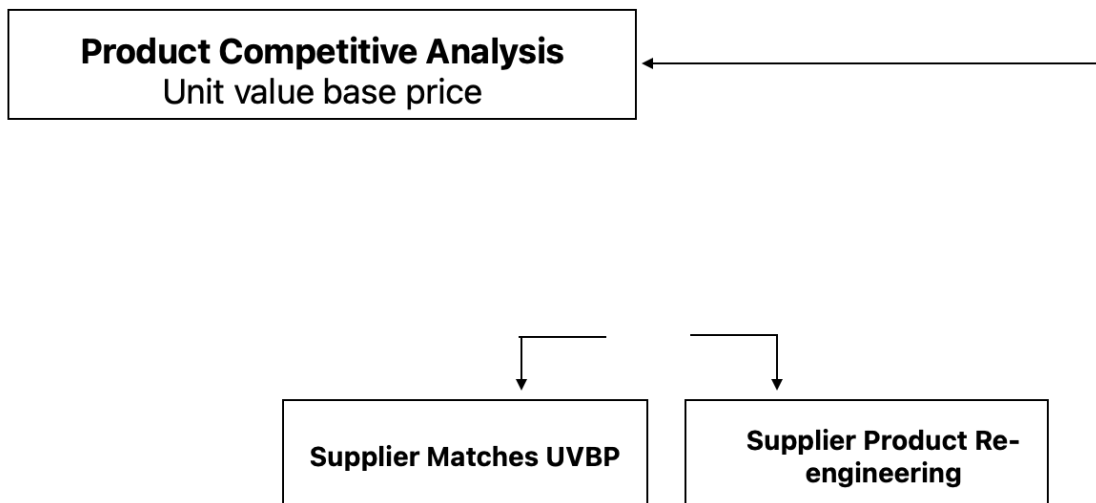 Product Competitive Analysis
Unit value base price
Supplier Matches UVBP
Supplier Product Re-
engineering